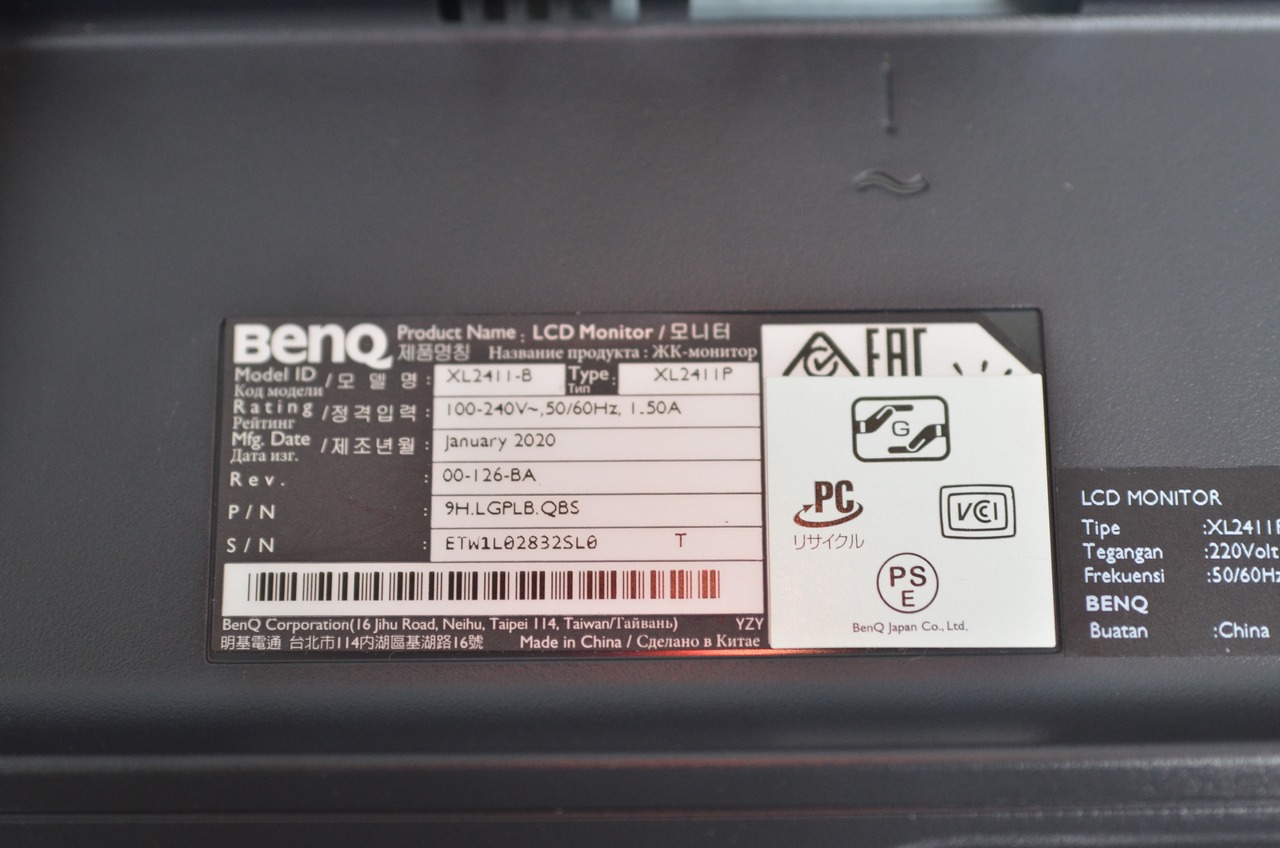 BenQ
Product Name : LCD Monitor / 모니터
제품명칭 Название продукта : ЖК-монитор
Model ID / 모 델 명 : XL2411-B Type : XL2411P
Код модели Тип
Rating / 정격입력 : 100-240V~,50/60Hz, 1.50A
Рейтинг
Mfg. Date / 제조년월 : January 2020
Дата изг.
Rev. : 00-126-BA
P/N : 9H.LGPLB.QBS
S/N : ETW1L02832SL0 T
BenQ Corporation(16 Jihu Road, Neihu, Taipei 114, Taiwan/Тайвань) YZY
明基電通 台北市114內湖區基湖路16號 Made in China / Сделано в Китае
EAC
G
PC
リサイクル
VCCI
PS
E
BenQ Japan Co., Ltd.
LCD MONITOR
Tipe :XL2411P
Tegangan :220Volt
Frekuensi :50/60Hz
BENQ
Buatan :China